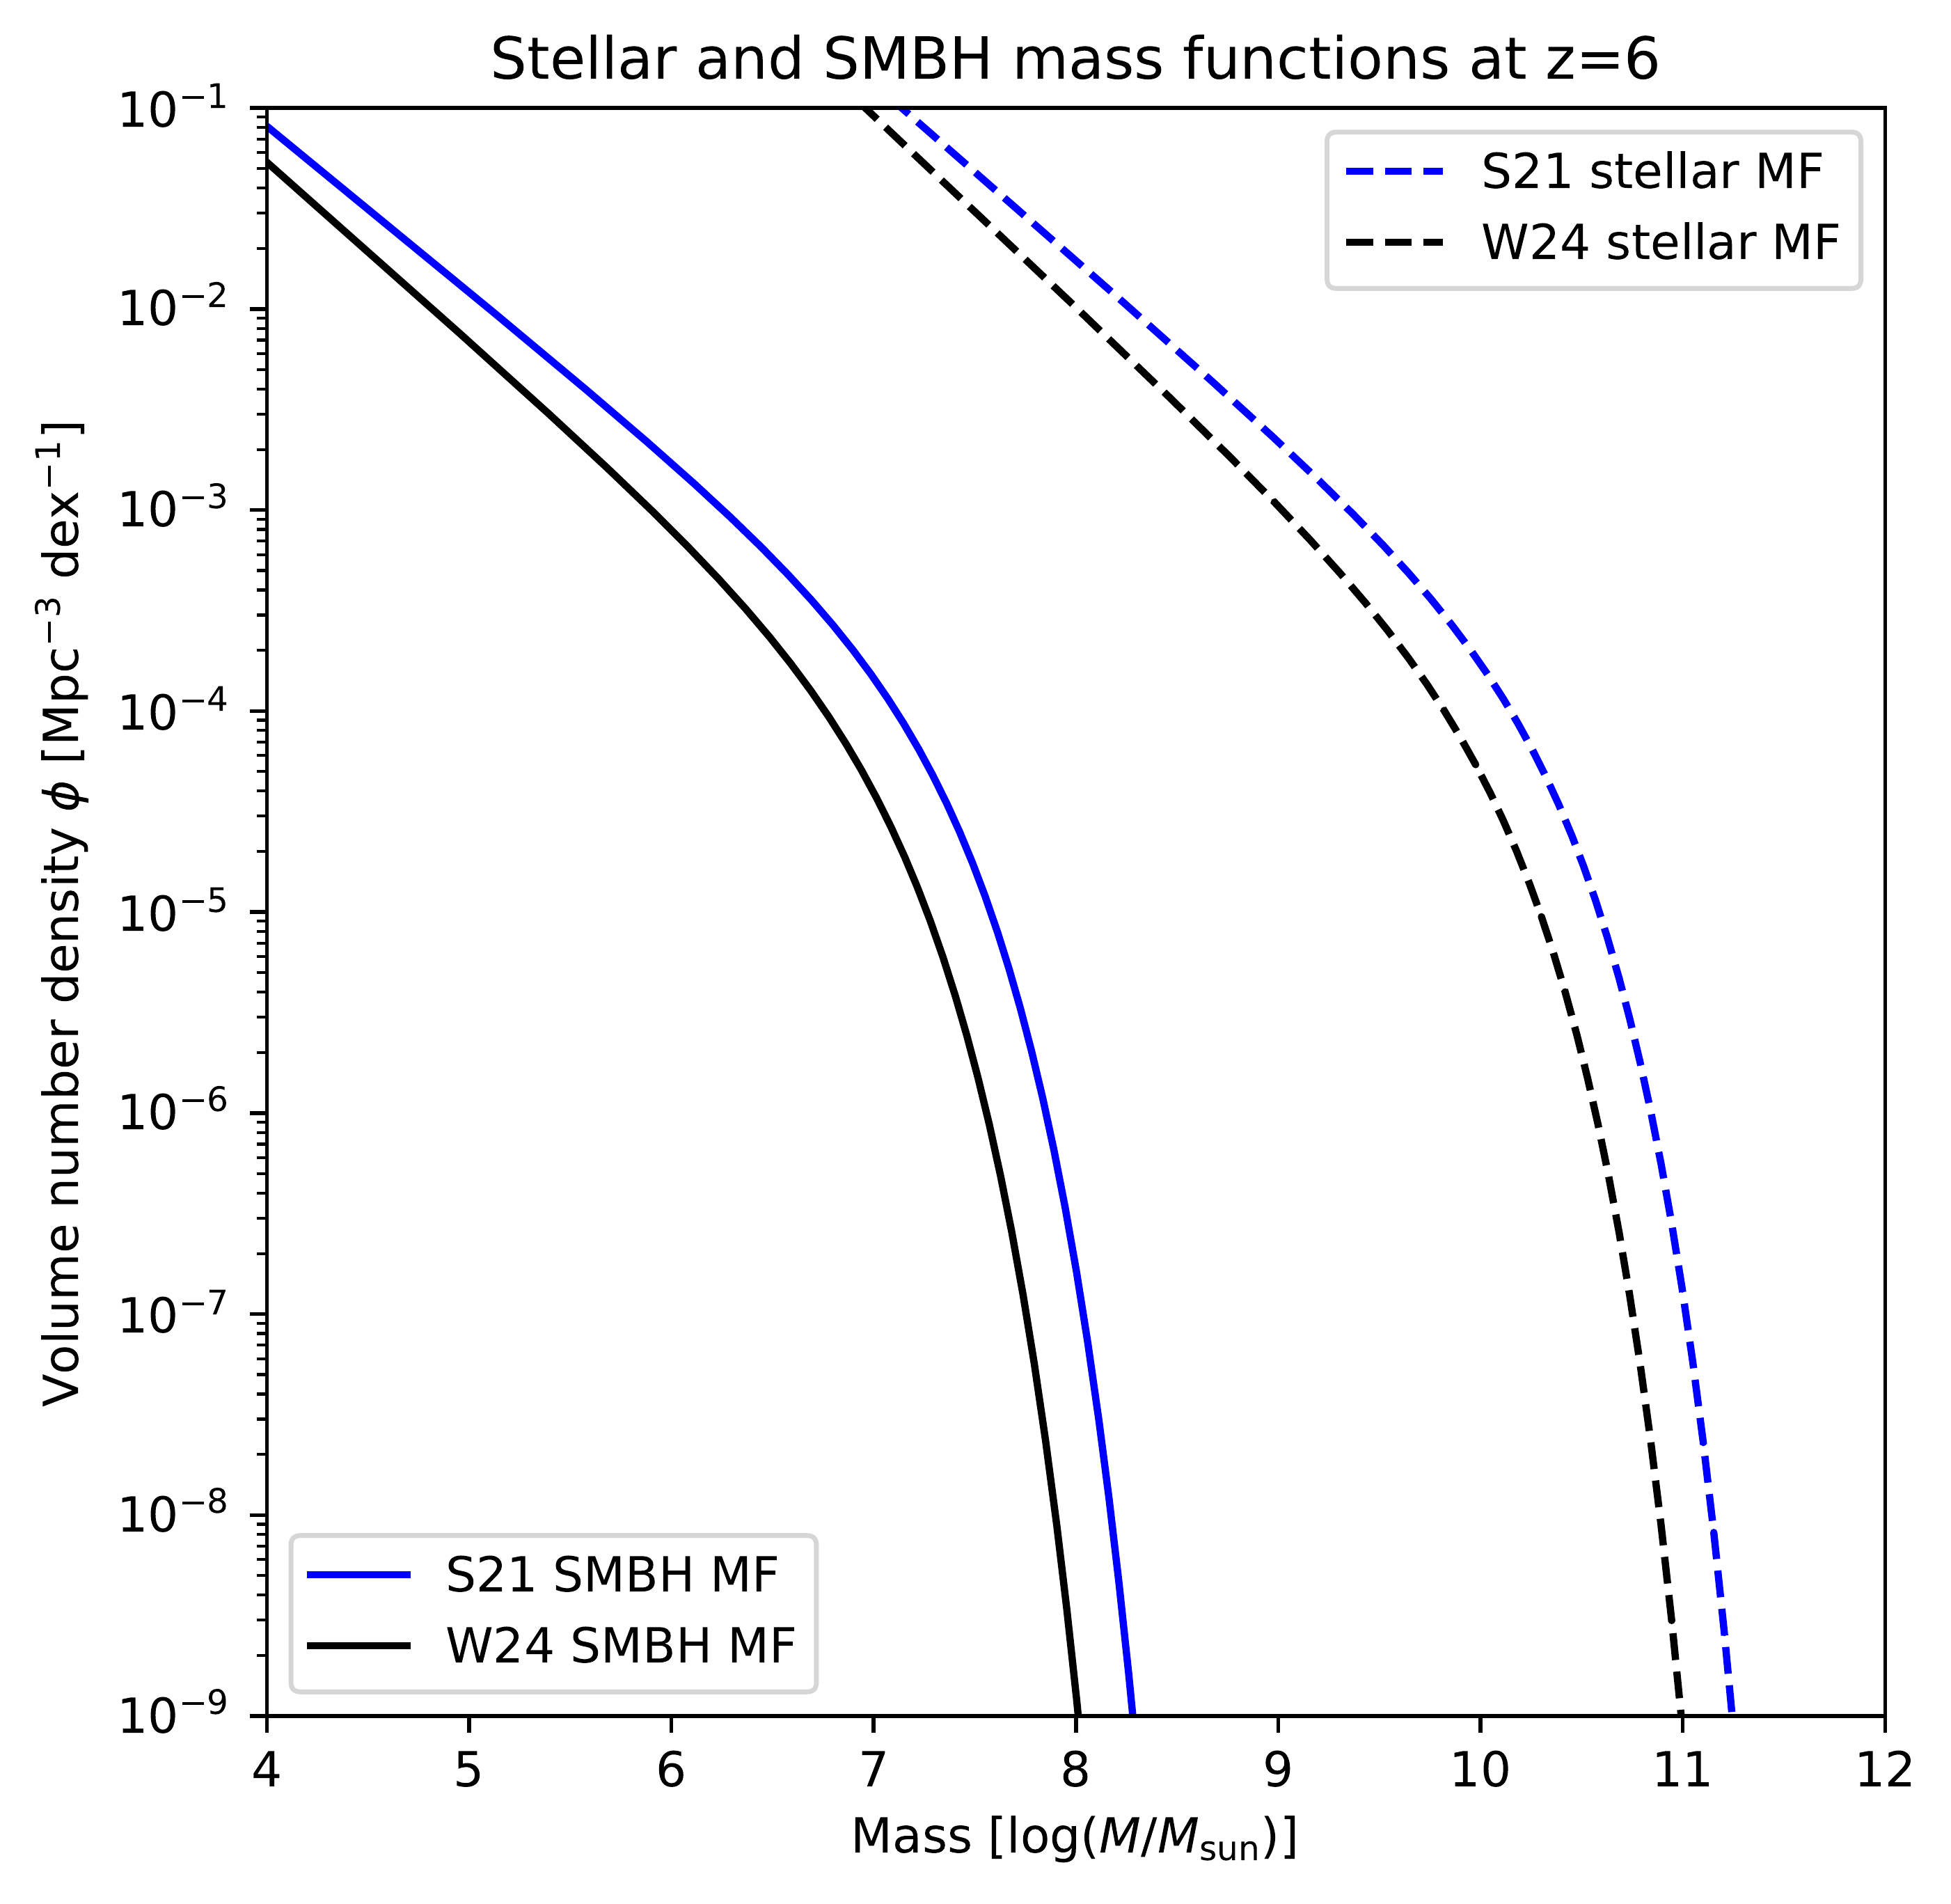 Stellar and SMBH mass functions at z=6
10⁻¹
10⁻²
10⁻³
10⁻⁴
10⁻⁵
10⁻⁶
10⁻⁷
10⁻⁸
10⁻⁹
Volume number density ϕ [Mpc⁻³ dex⁻¹]
S21 stellar MF
W24 stellar MF
S21 SMBH MF
W24 SMBH MF
4 5 6 7 8 9 10 11 12
Mass [log(M/M_sun)]